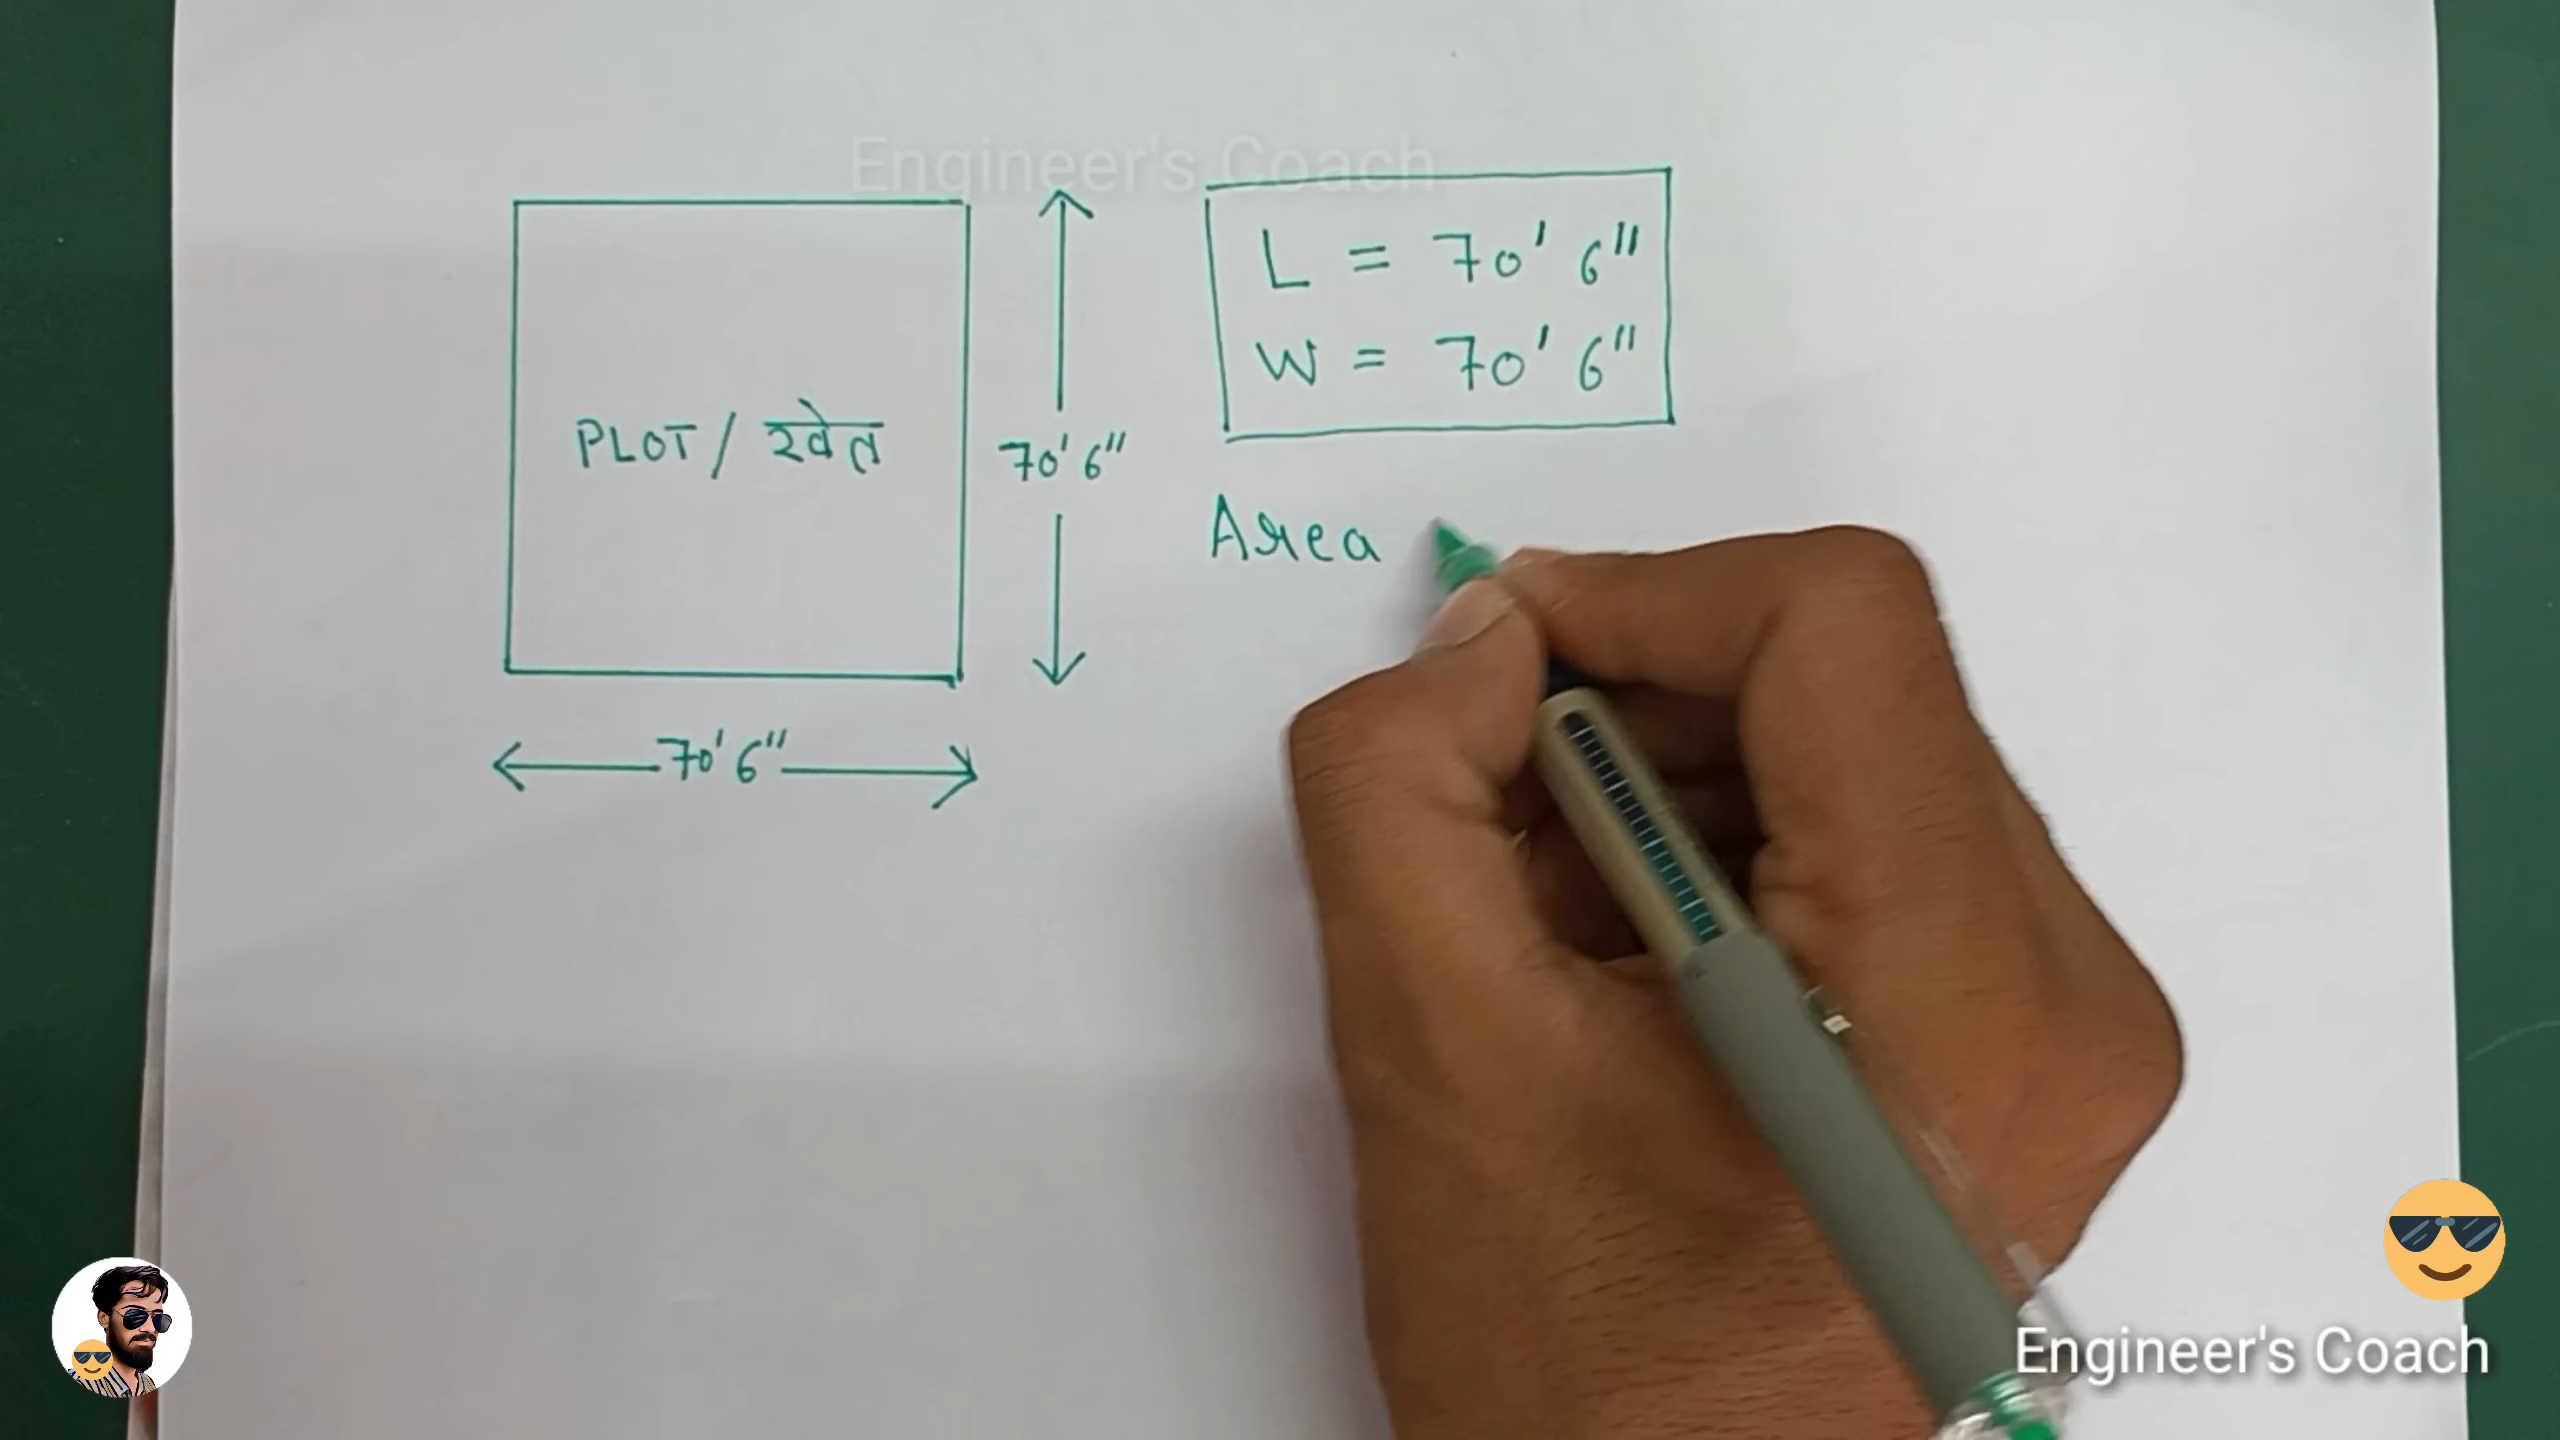 Engineer's Coach
L = 70' 6"
W = 70' 6"
PLOT / खेत
70' 6"
Area
70' 6"
Engineer's Coach